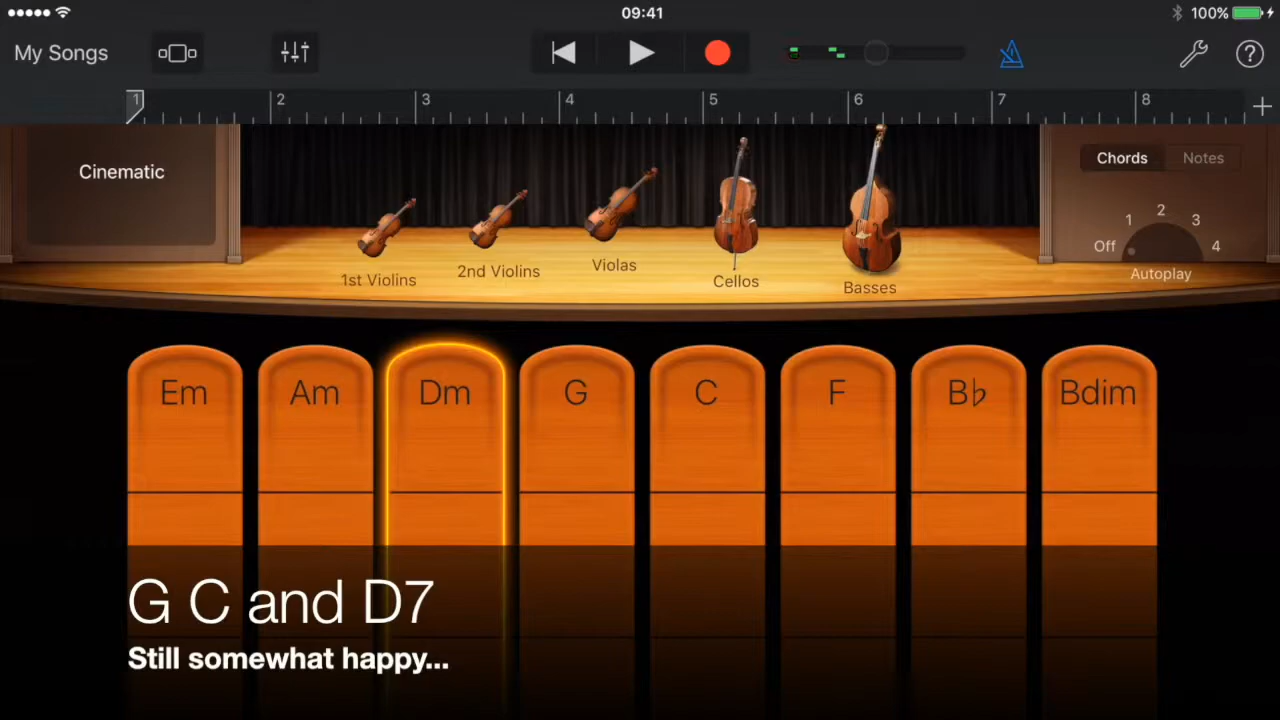 09:41
100%
My Songs
?
1 2 3 4 5 6 7 8
Cinematic
Chords Notes
1st Violins 2nd Violins Violas Cellos Basses
Off 1 2 3 4
Autoplay
Em Am Dm G C F B♭ Bdim
G C and D7
Still somewhat happy...